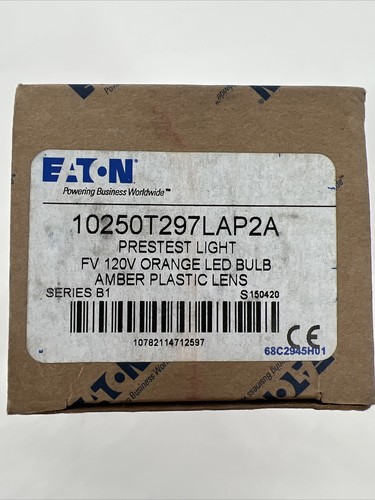 EATON
Powering Business Worldwide™
10250T297LAP2A
PRESTEST LIGHT
FV 120V ORANGE LED BULB
AMBER PLASTIC LENS
SERIES B1 S150420
10782114712597
CE
68C2945H01